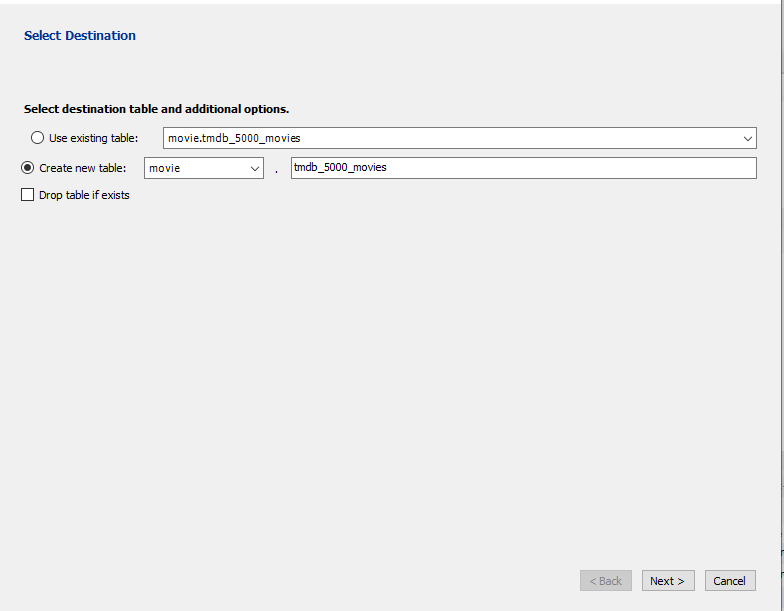 Select Destination
Select destination table and additional options.
Use existing table: movie.tmdb_5000_movies
Create new table: movie . tmdb_5000_movies
Drop table if exists
< Back Next > Cancel